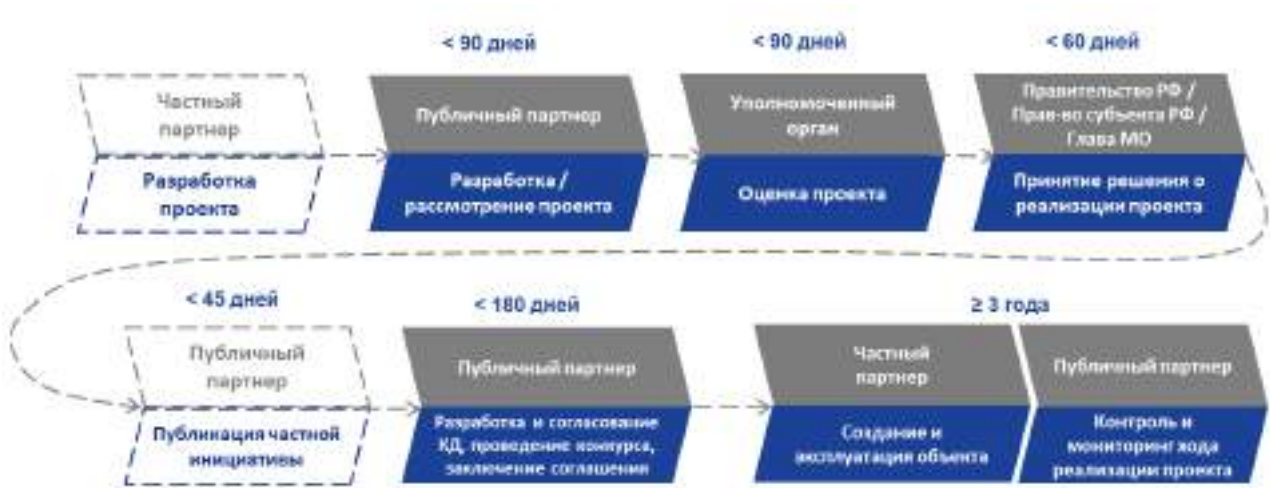 < 90 дней
< 90 дней
< 60 дней
Частный
партнер
Публичный партнер
Уполномоченный
орган
Правительство РФ /
Прав-во субъекта РФ /
Глава МО
Разработка
проекта
Разработка /
рассмотрение проекта
Оценка проекта
Принятие решения о
реализации проекта
< 45 дней
< 180 дней
≥ 3 года
Публичный
партнер
Публичный партнер
Частный
партнер
Публичный партнер
Публикация частной
инициативы
Разработка и согласование
КД, проведение конкурса,
заключение соглашения
Создание и
эксплуатация объекта
Контроль и
мониторинг хода
реализации проекта